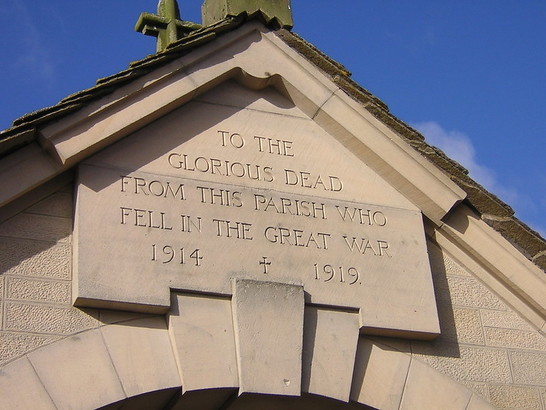 TO THE
GLORIOUS DEAD
FROM THIS PARISH WHO
FELL IN THE GREAT WAR
1914 ✝ 1919.